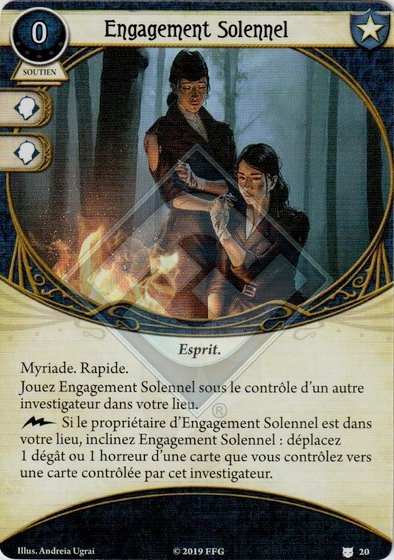 0
Engagement Solennel
SOUTIEN
Esprit.
Myriade. Rapide.
Jouez Engagement Solennel sous le contrôle d'un autre
investigateur dans votre lieu.
Si le propriétaire d'Engagement Solennel est dans
votre lieu, inclinez Engagement Solennel : déplacez
1 dégât ou 1 horreur d'une carte que vous contrôlez vers
une carte contrôlée par cet investigateur.
®
Illus. Andreia Ugrai
© 2019 FFG
20